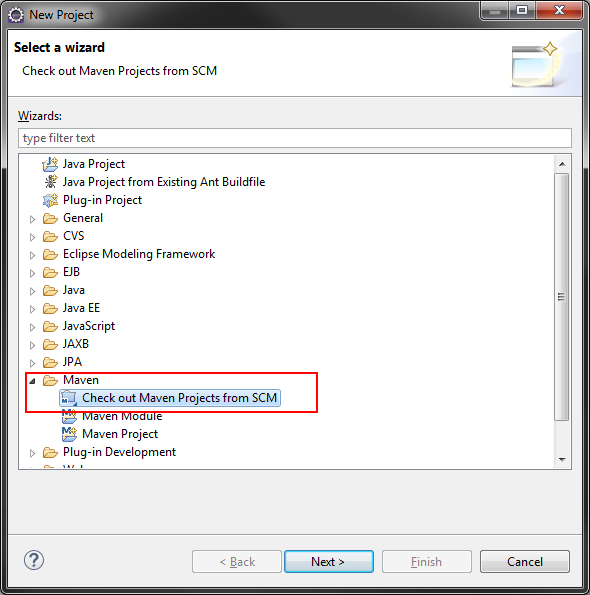 New Project
Select a wizard
Check out Maven Projects from SCM
Wizards:
type filter text
Java Project
Java Project from Existing Ant Buildfile
Plug-in Project
General
CVS
Eclipse Modeling Framework
EJB
Java
Java EE
JavaScript
JAXB
JPA
Maven
Check out Maven Projects from SCM
Maven Module
Maven Project
Plug-in Development
< Back Next > Finish Cancel